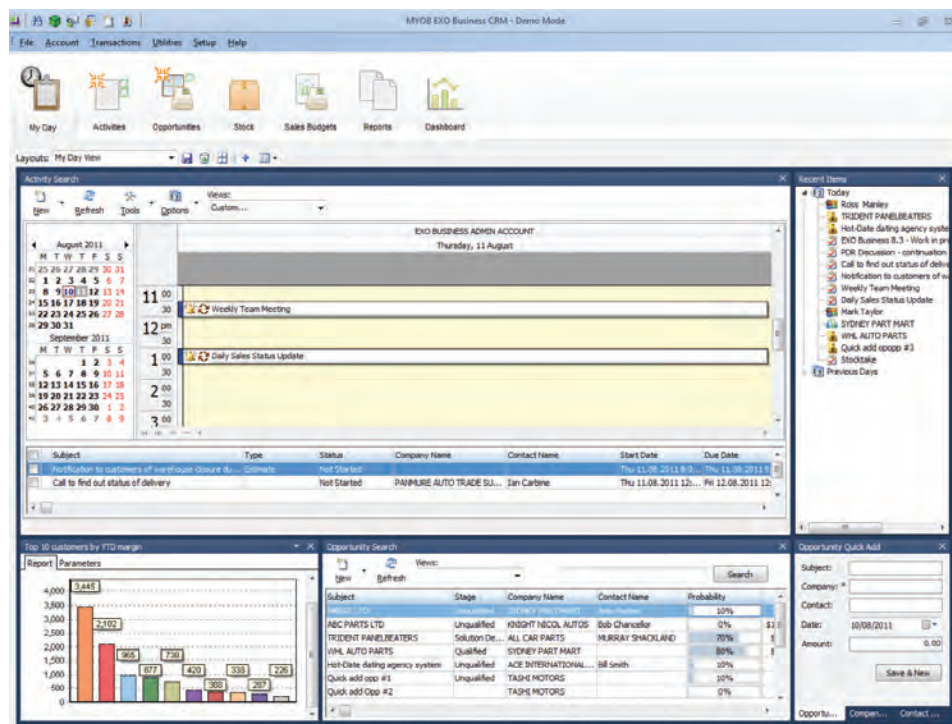 MYOB EXO Business CRM - Demo Mode
File Account Transactions Utilities Setup Help
My Day Activities Opportunities Stock Sales Budgets Reports Dashboard
Layouts: My Day View
Activity Search
New Refresh Tools Options Views: Custom...
EXO BUSINESS ADMIN ACCOUNT
Thursday, 11 August
August 2011
M T W T F S S
25 26 27 28 29 30 31
1 2 3 4 5 6 7
8 9 10 11 12 13 14
15 16 17 18 19 20 21
22 23 24 25 26 27 28
29 30 31
September 2011
M T W T F S S
1 2 3 4
5 6 7 8 9 10 11
12 13 14 15 16 17 18
19 20 21 22 23 24 25
26 27 28 29 30 1 2
3 4 5 6 7 8 9
11 00
30 Weekly Team Meeting
12 pm
30
1 00 Daily Sales Status Update
30
2 00
30
3 00
Subject Type Status Company Name Contact Name Start Date Due Date
Notification to customers of warehouse closure du... Estimate Not Started Thu 11.08.2011 8:0... Thu 11.08.2011
Call to find out status of delivery Not Started PANMURE AUTO TRADE SU... Ian Carbine Thu 11.08.2011 12:... Fri 12.08.2011 12:
Recent Items
Today
Ross Manley
TRIDENT PANELBEATERS
Hot-Date dating agency syste
EXO Business 8.3 - Work in pr
PDR Discussion - continuation
Call to find out status of delive
Notification to customers of w
Weekly Team Meeting
Daily Sales Status Update
Mark Taylor
SYDNEY PART MART
WHL AUTO PARTS
Quick add opopp #3
Stocktake
Previous Days
Top 10 customers by YTD margin
Report Parameters
4,000
3,500
3,000
2,500
2,000
1,500
1,000
500
0
3,445
2,102
965
877
730
420
388
338
287
226
Opportunity Search
New Refresh Views: Search
Subject Stage Company Name Contact Name Probability
Unqualified SYDNEY PART MART 10%
ABC PARTS LTD Unqualified KNIGHT NICOL AUTOS Bob Chancellor 0%
TRIDENT PANELBEATERS Solution De... ALL CAR PARTS MURRAY SHACKLAND 70%
WHL AUTO PARTS Qualified SYDNEY PART MART 80%
Hot-Date dating agency system Unqualified ACE INTERNATIONAL... Bill Smith 10%
Quick add opp #1 Unqualified TASHI MOTORS 10%
Quick add Opp #2 TASHI MOTORS 0%
Opportunity Quick Add
Subject:
Company: *
Contact:
Date: 10/08/2011
Amount: 0.00
Save & New
Opportu... Compan... Contact ...